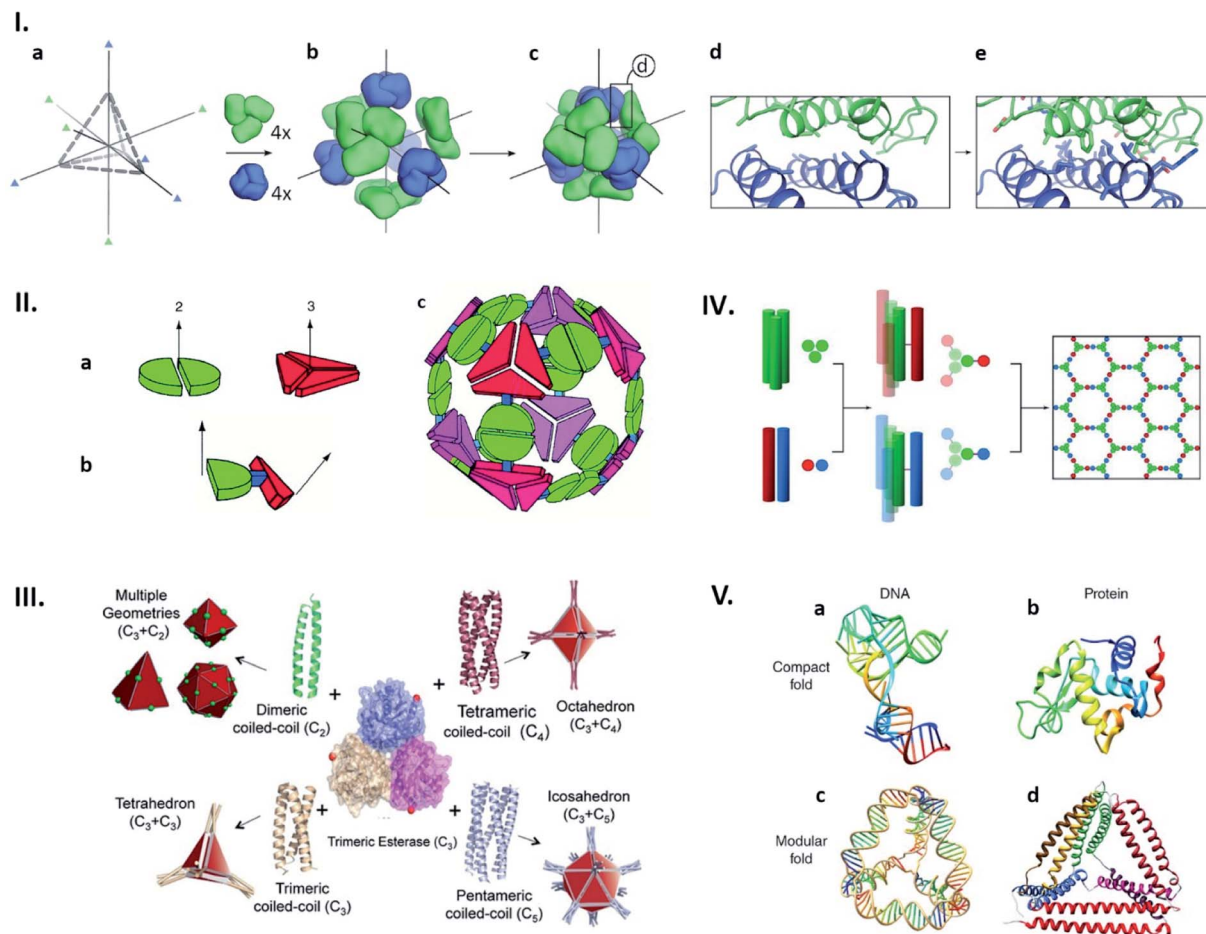 I.
a
b
c
d
d
e
4x
4x
II.
a
2
3
b
c
IV.
III.
Multiple
Geometries
(C3+C2)
Dimeric
coiled-coil (C2)
+
+
Tetrameric
coiled-coil (C4)
Octahedron
(C3+C4)
Tetrahedron
(C3+C3)
+
+
Trimeric Esterase (C3)
Trimeric
coiled-coil (C3)
Pentameric
coiled-coil (C5)
Icosahedron
(C3+C5)
V.
DNA
Protein
a
b
Compact
fold
c
d
Modular
fold